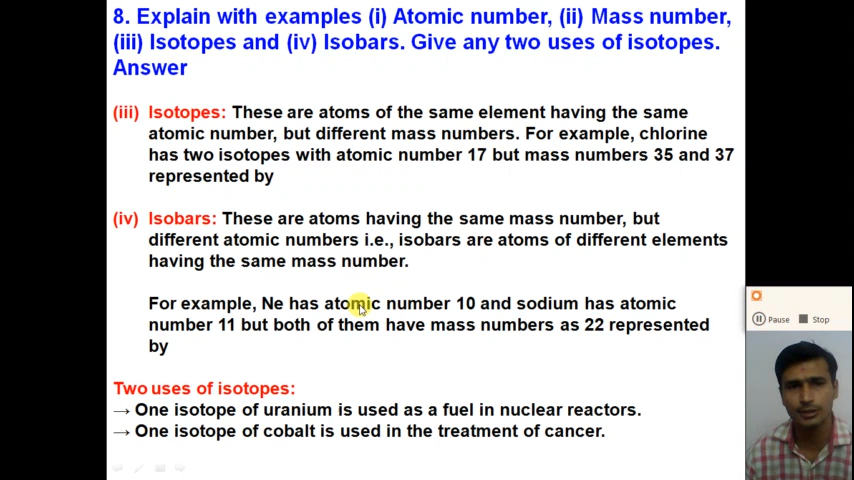 8. Explain with examples (i) Atomic number, (ii) Mass number,
(iii) Isotopes and (iv) Isobars. Give any two uses of isotopes.
Answer
(iii) Isotopes: These are atoms of the same element having the same
atomic number, but different mass numbers. For example, chlorine
has two isotopes with atomic number 17 but mass numbers 35 and 37
represented by
(iv) Isobars: These are atoms having the same mass number, but
different atomic numbers i.e., isobars are atoms of different elements
having the same mass number.
For example, Ne has atomic number 10 and sodium has atomic
number 11 but both of them have mass numbers as 22 represented
by
Two uses of isotopes:
→ One isotope of uranium is used as a fuel in nuclear reactors.
→ One isotope of cobalt is used in the treatment of cancer.
Pause Stop